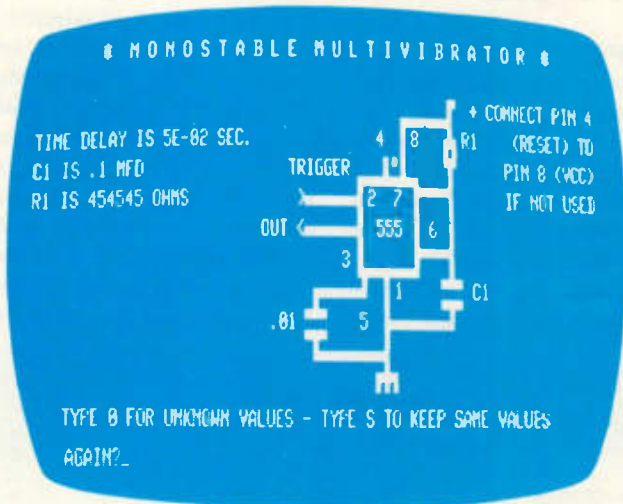 * MONOSTABLE MULTIVIBRATOR *
TIME DELAY IS 5E-02 SEC.
C1 IS .1 MFD
R1 IS 454545 OHMS
* CONNECT PIN 4
(RESET) TO
PIN 8 (VCC)
IF NOT USED
4 * 8 R1
TRIGGER
2 7
OUT 555 6
3
1 C1
.01 5
TYPE 0 FOR UNKNOWN VALUES - TYPE S TO KEEP SAME VALUES
AGAIN?_